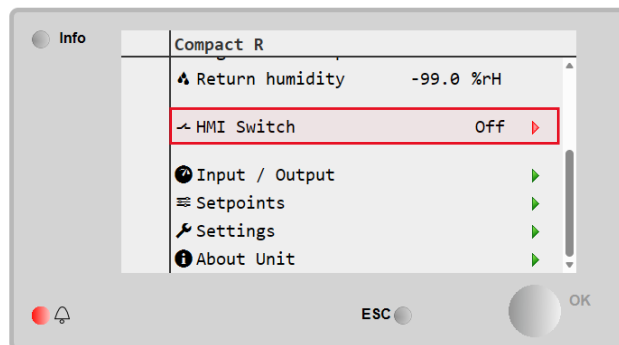 Info
Compact R
Return humidity -99.0 %rH
HMI Switch Off
Input / Output
Setpoints
Settings
About Unit
ESC
OK